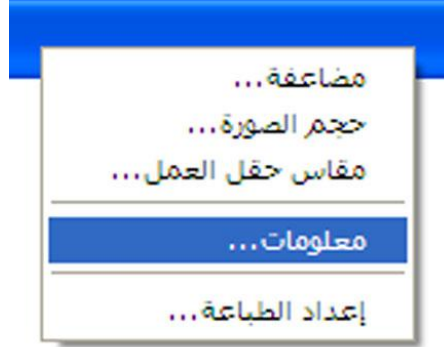 مضاعفة...
حجم الصورة...
مقاس حقل العمل...
معلومات...
إعداد الطباعة...